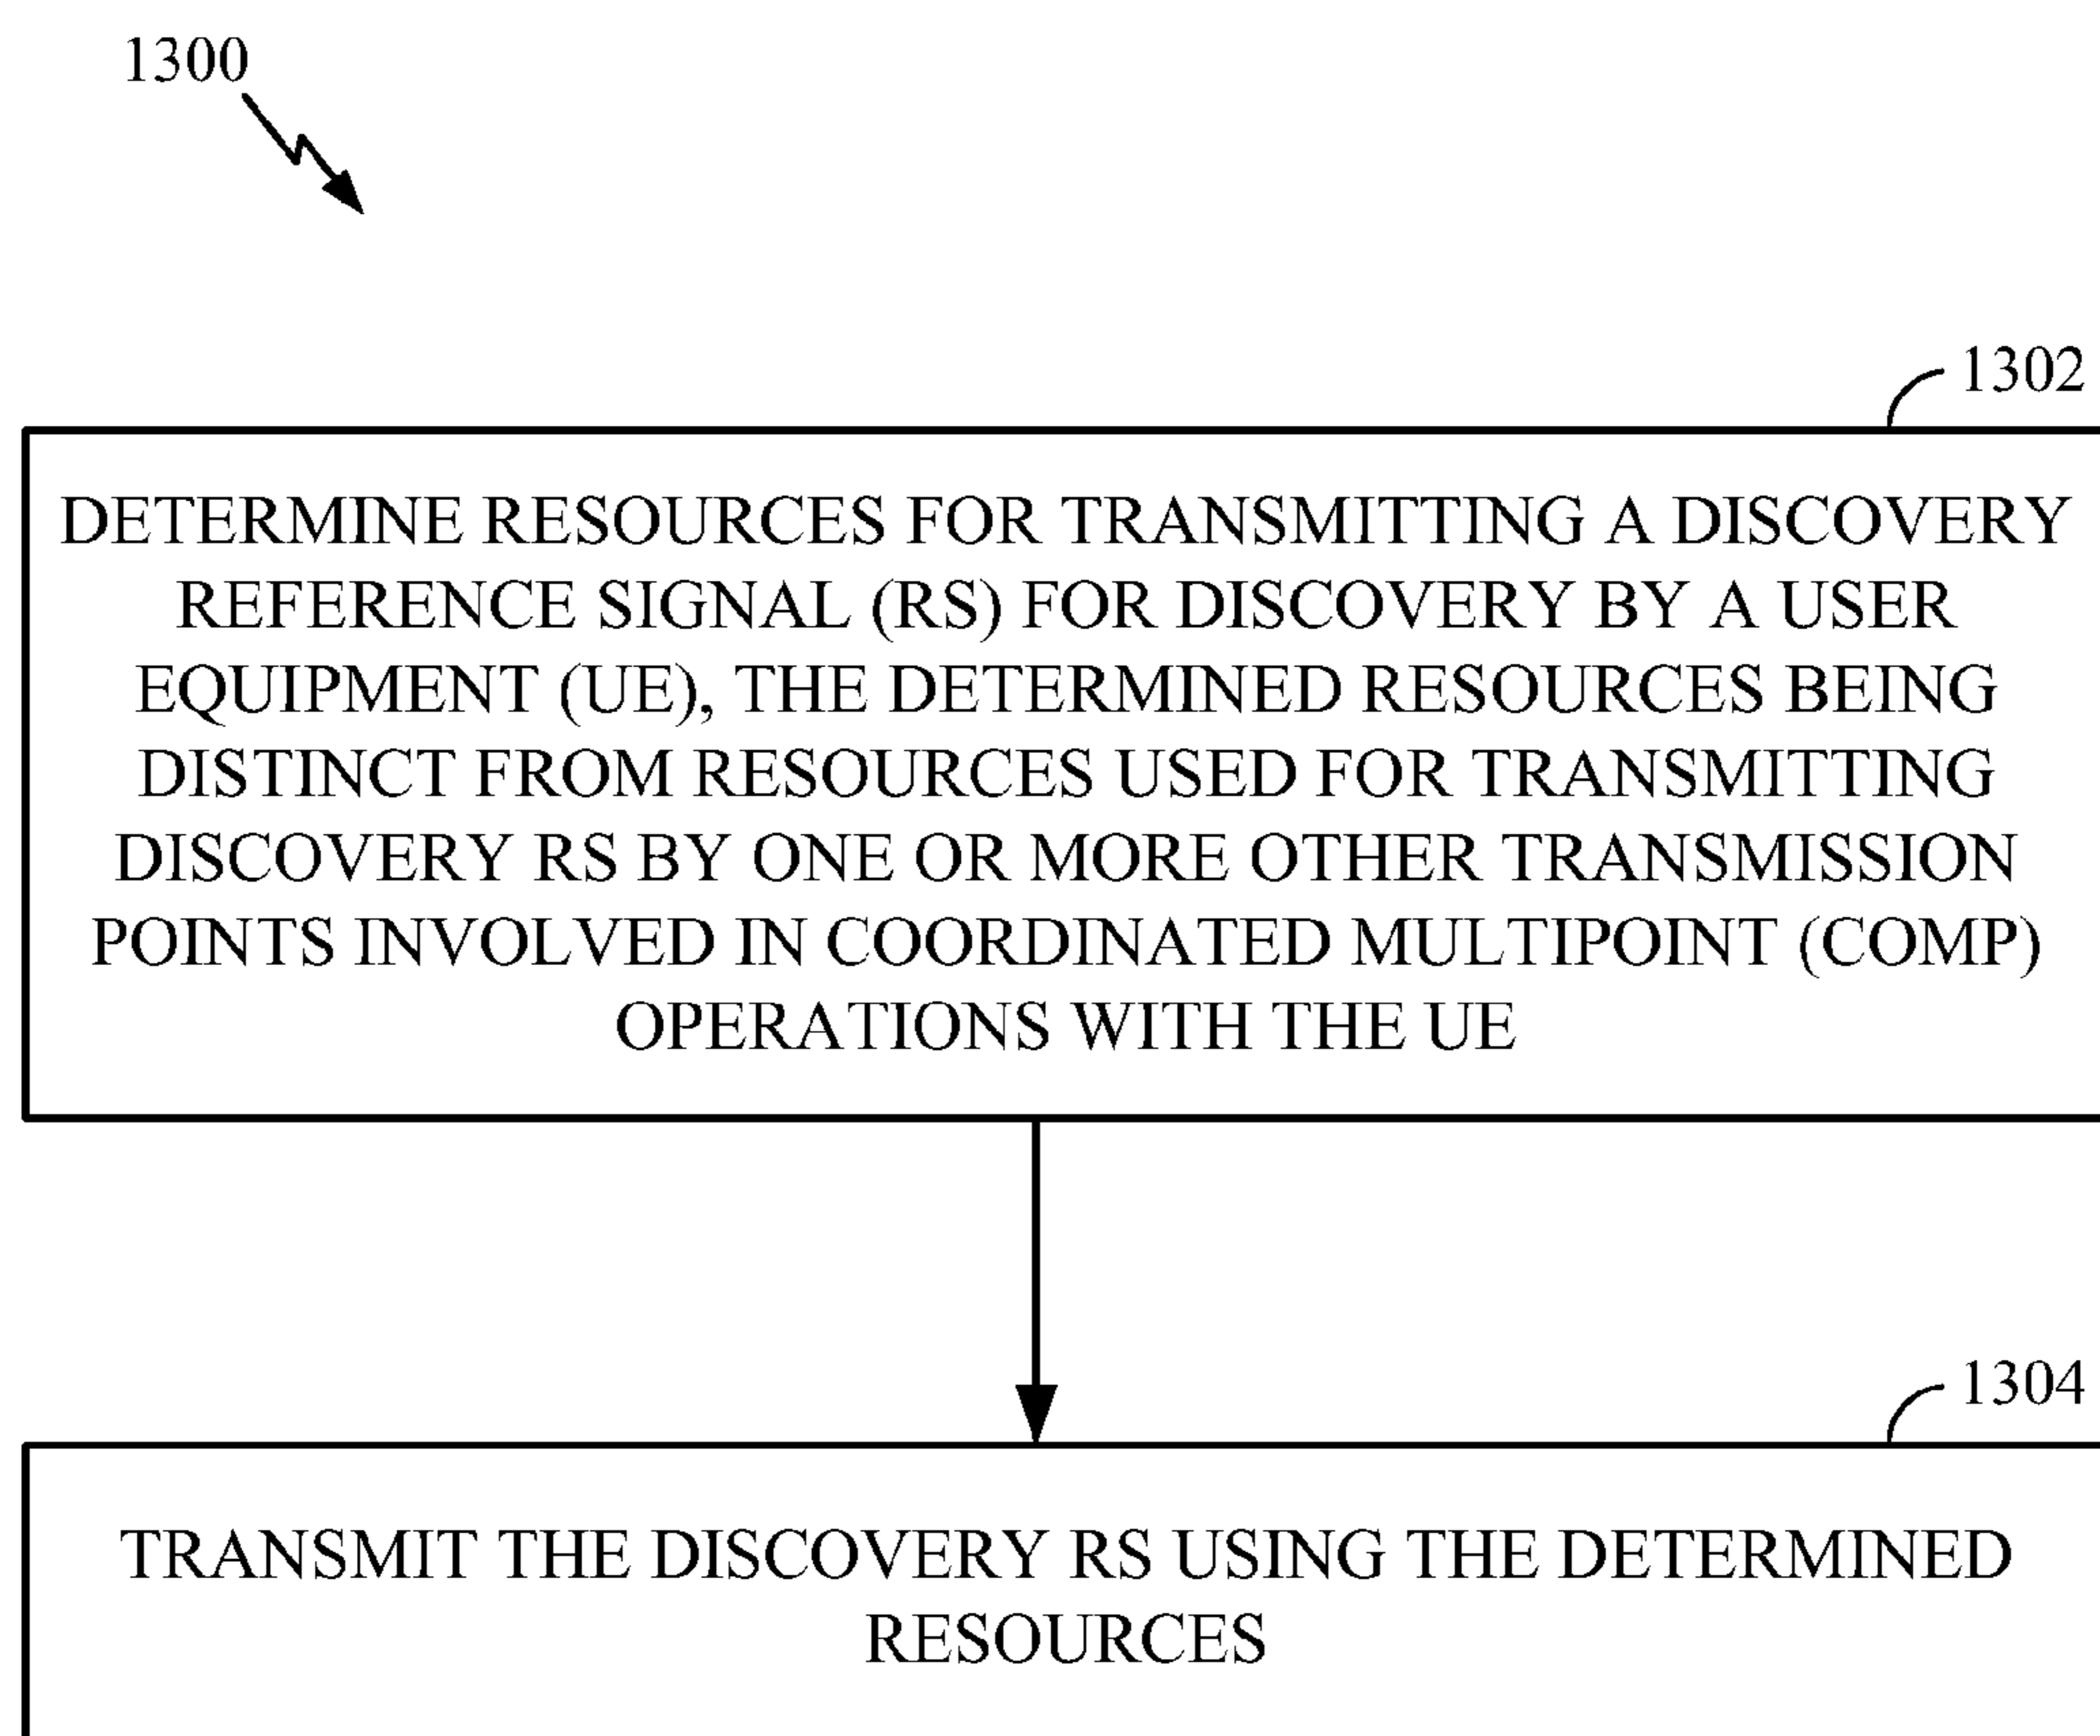 1300
1302
DETERMINE RESOURCES FOR TRANSMITTING A DISCOVERY
REFERENCE SIGNAL (RS) FOR DISCOVERY BY A USER
EQUIPMENT (UE), THE DETERMINED RESOURCES BEING
DISTINCT FROM RESOURCES USED FOR TRANSMITTING
DISCOVERY RS BY ONE OR MORE OTHER TRANSMISSION
POINTS INVOLVED IN COORDINATED MULTIPOINT (COMP)
OPERATIONS WITH THE UE
1304
TRANSMIT THE DISCOVERY RS USING THE DETERMINED
RESOURCES